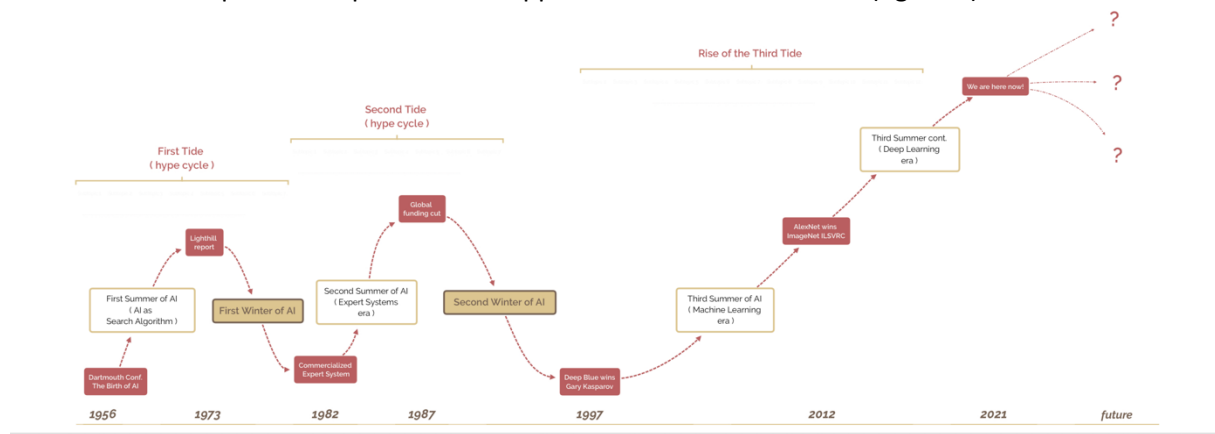 ?
Rise of the Third Tide
We are here now!
?
Second Tide
( hype cycle )
Third Summer cont.
( Deep Learning
era )
First Tide
( hype cycle )
?
Global
funding cut
Lighthill
report
AlexNet wins
ImageNet ILSVRC
First Summer of AI
( AI as
Search Algorithm )
First Winter of AI
Second Summer of AI
( Expert Systems
era )
Second Winter of AI
Third Summer of AI
( Machine Learning
era )
Dartmouth Conf.
The Birth of AI
Commercialized
Expert System
Deep Blue wins
Gary Kasparov
1956 1973 1982 1987 1997 2012 2021 future